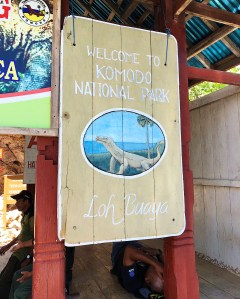 WELCOME TO
KOMODO
NATIONAL PARK
Loh Buaya